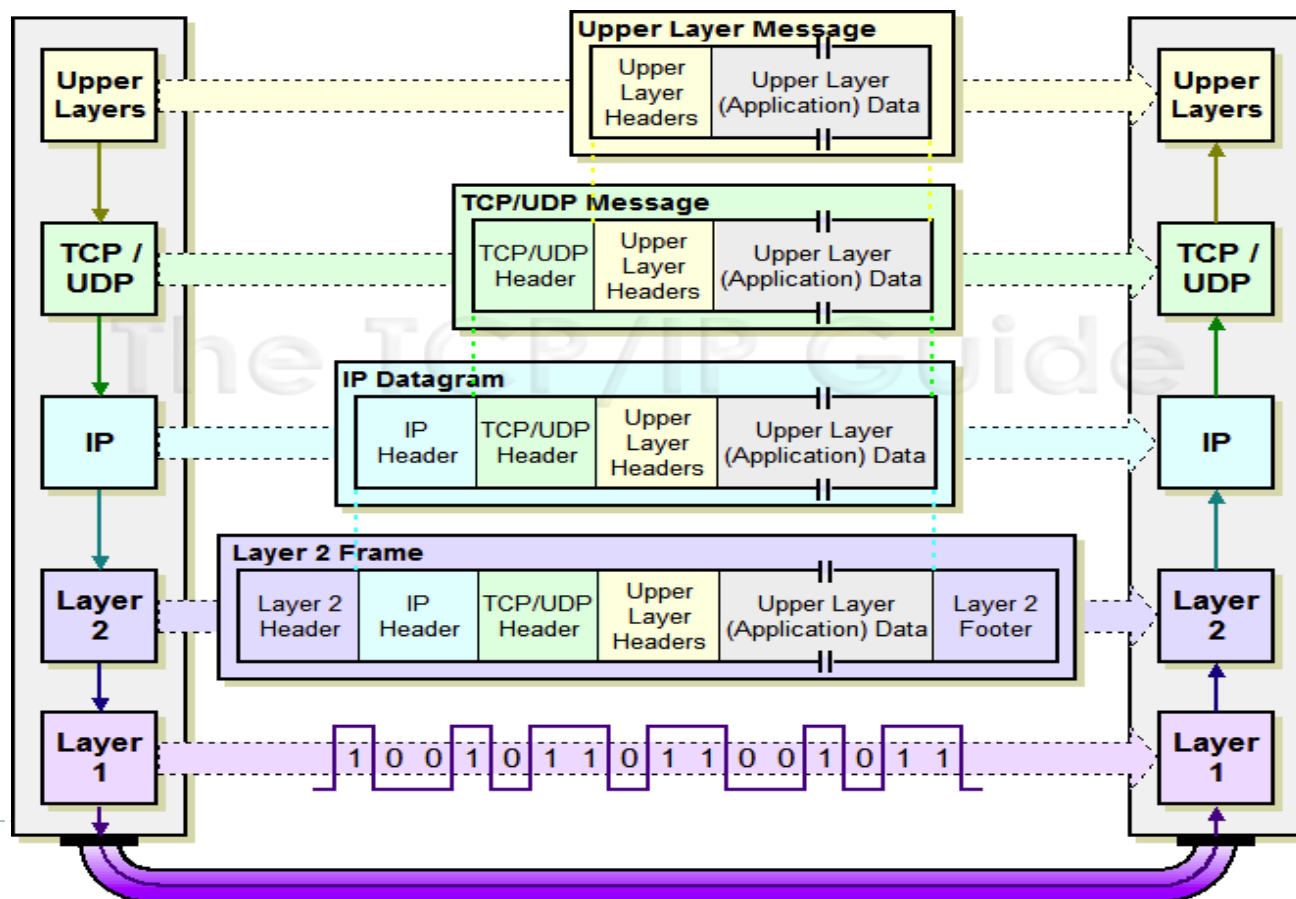 Upper Layer Message
Upper
Layers
Upper
Layer
Headers
Upper Layer
(Application) Data
Upper
Layers
TCP/UDP Message
TCP /
UDP
TCP/UDP
Header
Upper
Layer
Headers
Upper Layer
(Application) Data
TCP /
UDP
The TCP/IP Guide
IP Datagram
IP
IP
Header
TCP/UDP
Header
Upper
Layer
Headers
Upper Layer
(Application) Data
IP
Layer 2 Frame
Layer
2
Layer 2
Header
IP
Header
TCP/UDP
Header
Upper
Layer
Headers
Upper Layer
(Application) Data
Layer 2
Footer
Layer
2
Layer
1
1 0 0 1 0 1 1 0 1 1 0 0 1 0 1 1
Layer
1